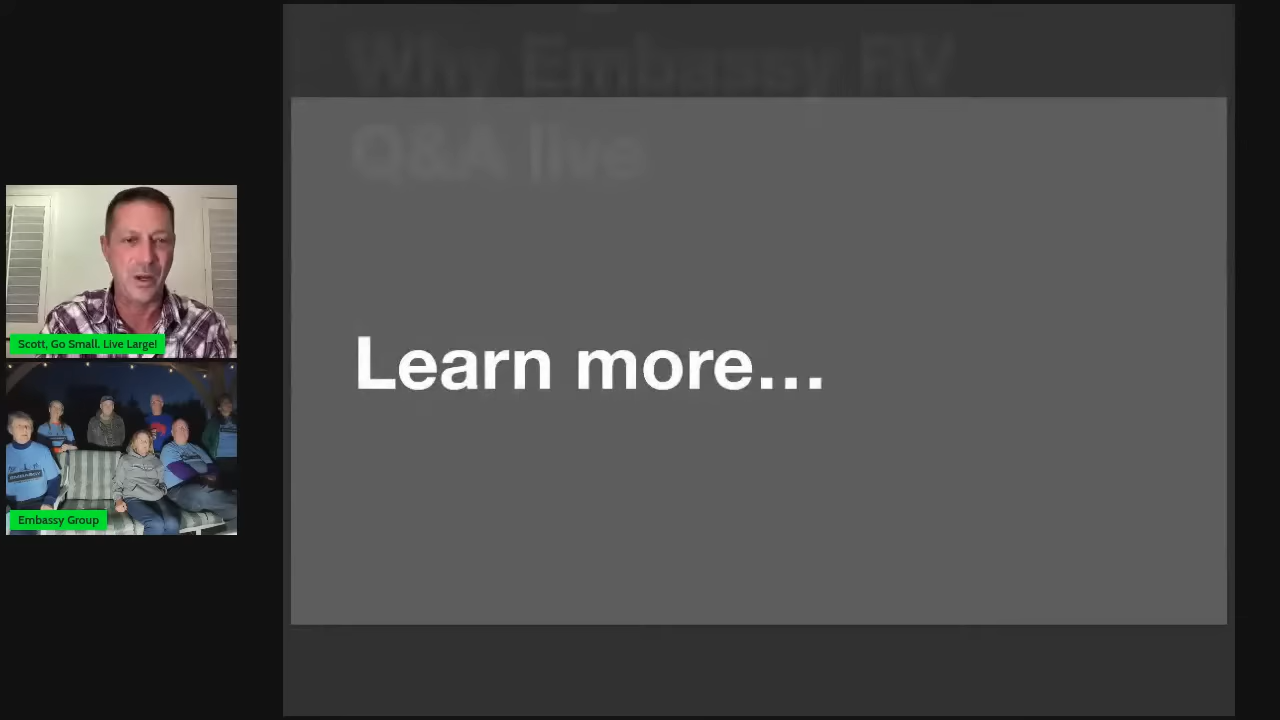 Why Embassy RV
Q&A live
Learn more…
Scott, Go Small. Live Large!
Embassy Group